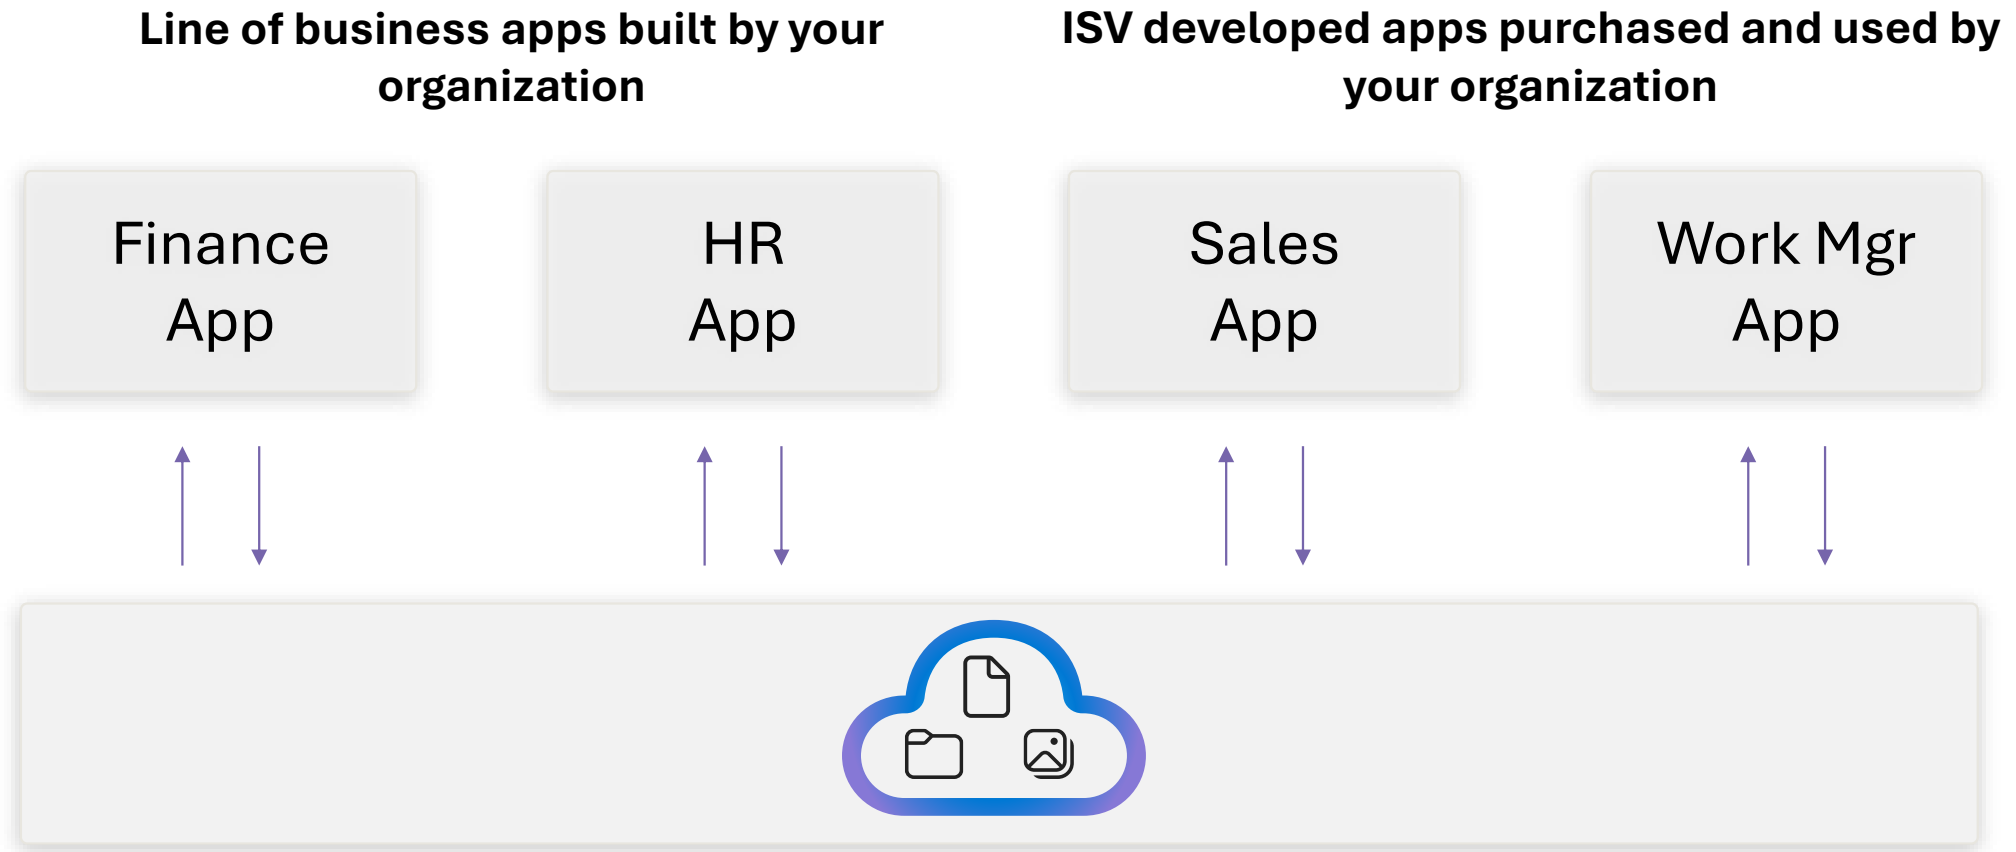 Line of business apps built by your
organization
ISV developed apps purchased and used by
your organization
Finance
App
HR
App
Sales
App
Work Mgr
App